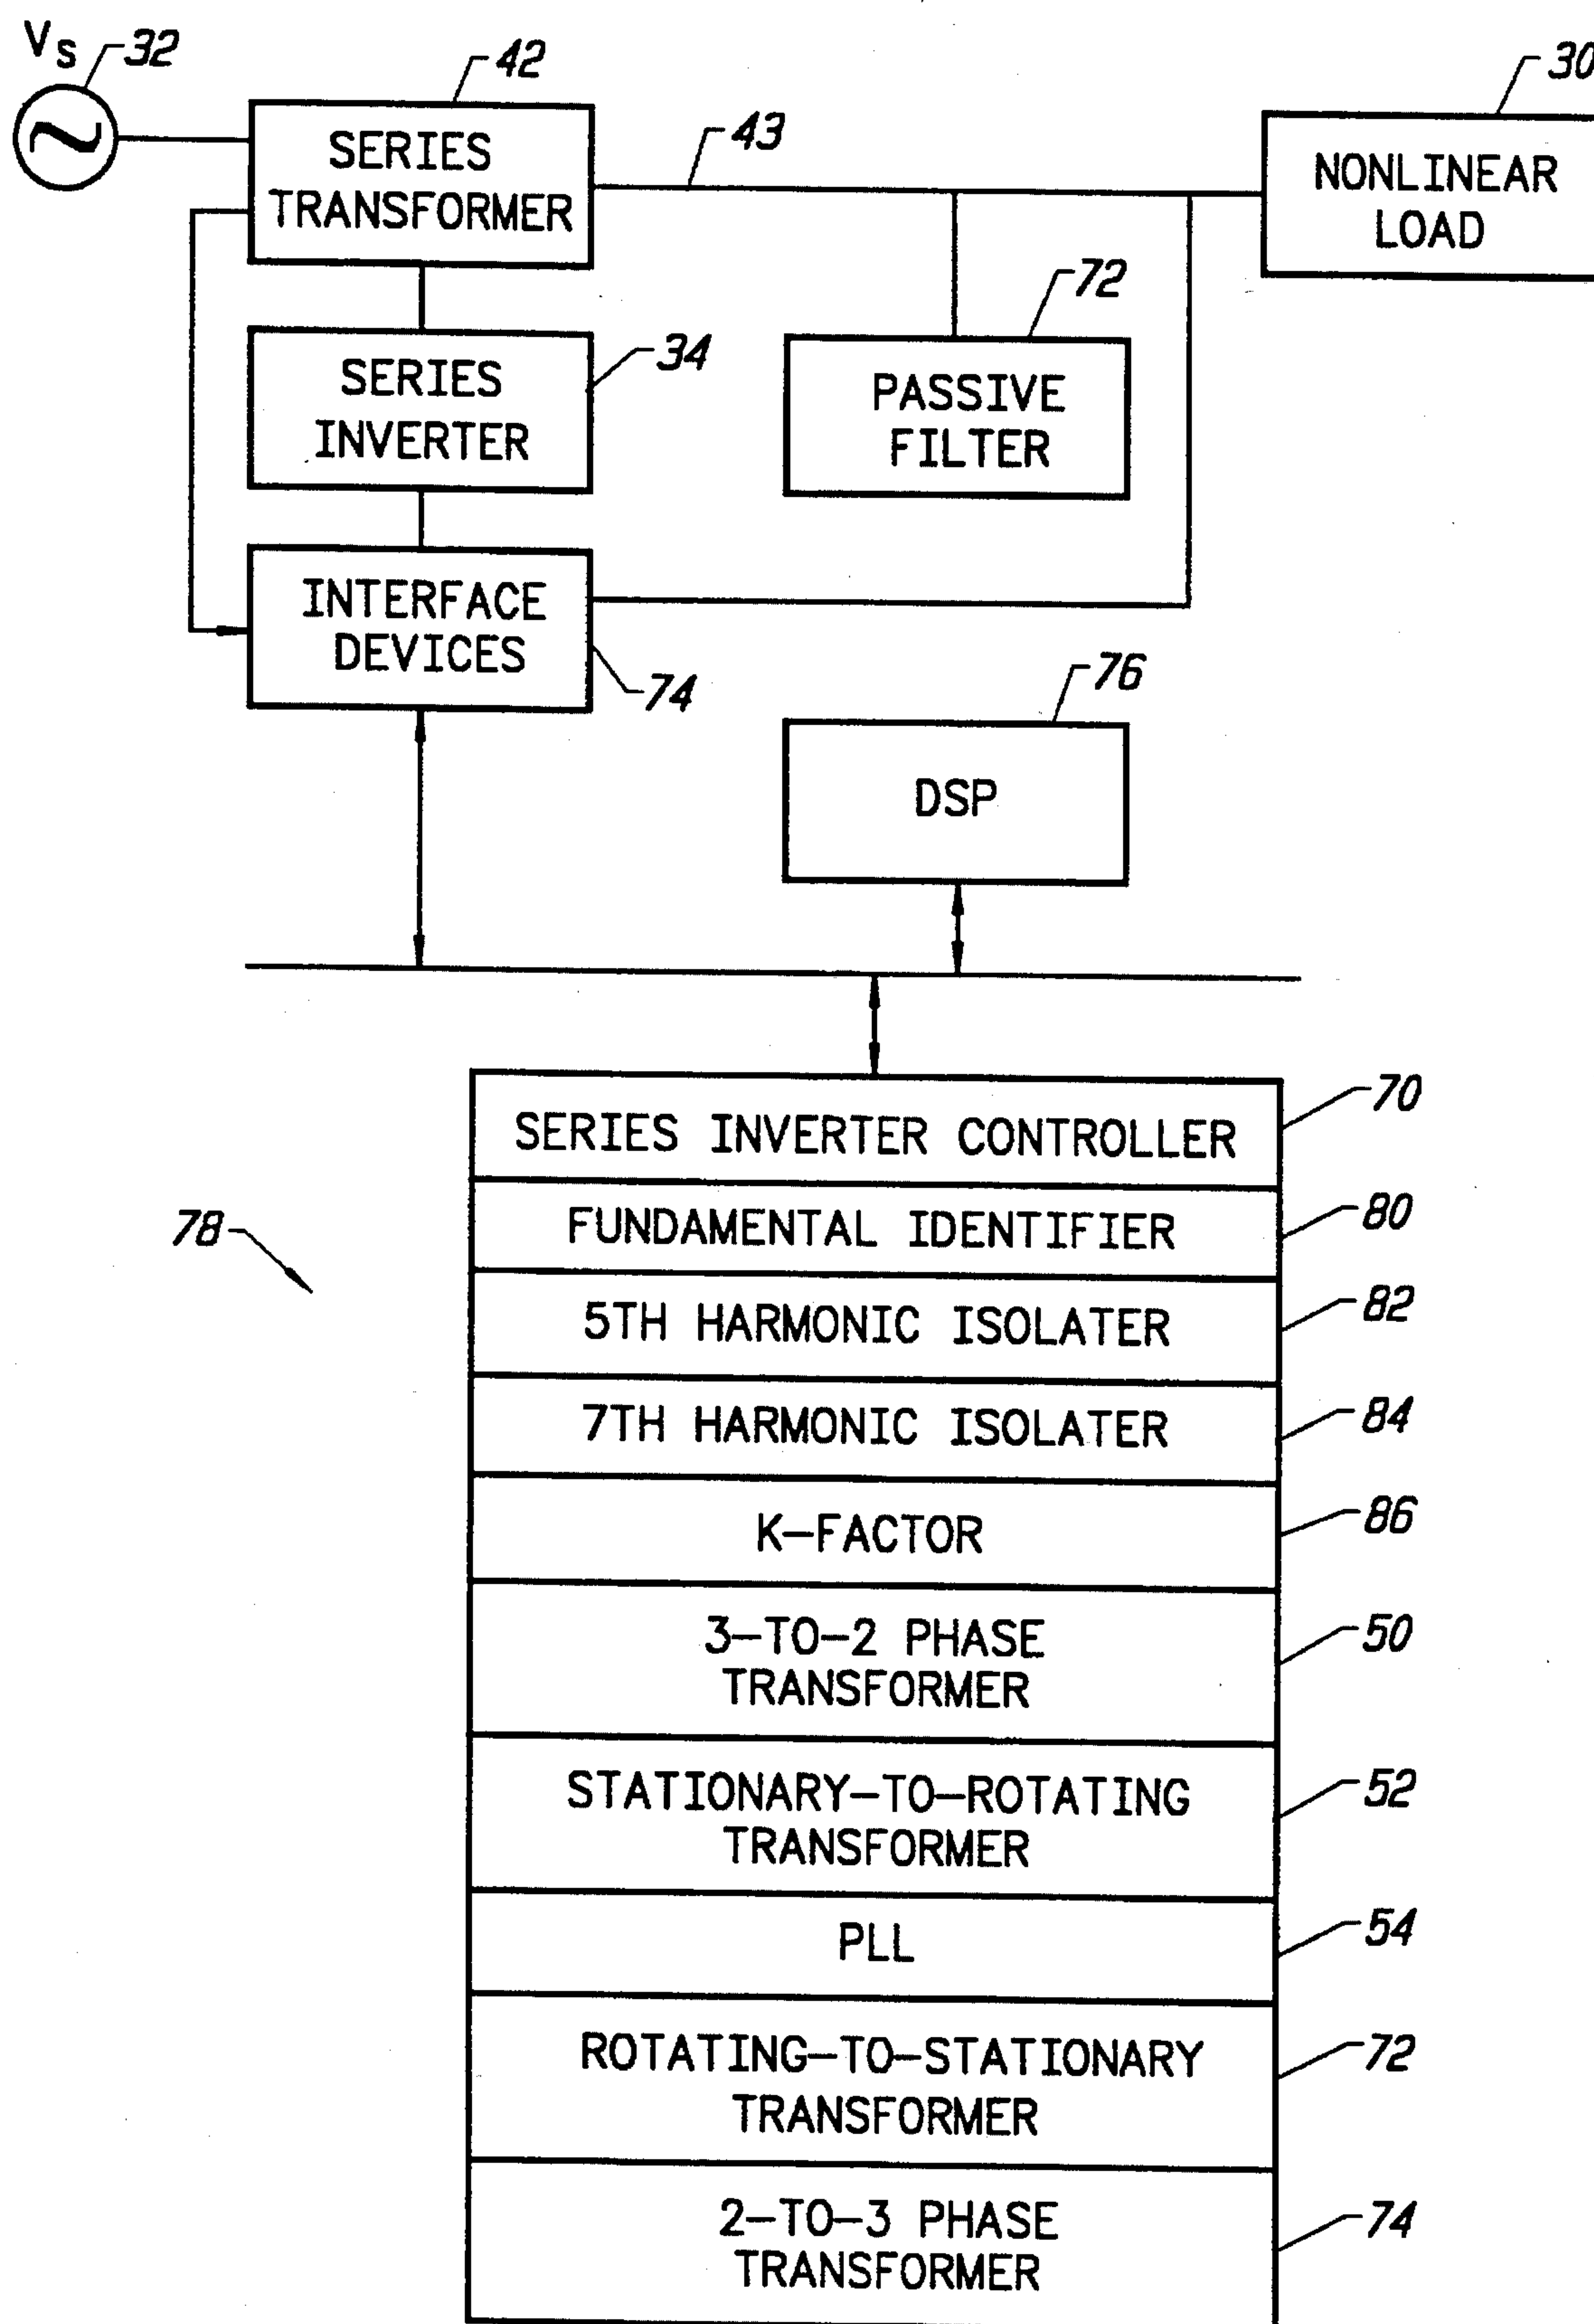 Vs
32
42
SERIES
TRANSFORMER
43
30
NONLINEAR
LOAD
34
SERIES
INVERTER
72
PASSIVE
FILTER
INTERFACE
DEVICES
74
76
DSP
78
SERIES INVERTER CONTROLLER
70
FUNDAMENTAL IDENTIFIER
80
5TH HARMONIC ISOLATER
82
7TH HARMONIC ISOLATER
84
K-FACTOR
86
3-TO-2 PHASE
TRANSFORMER
50
STATIONARY-TO-ROTATING
TRANSFORMER
52
PLL
54
ROTATING-TO-STATIONARY
TRANSFORMER
72
2-TO-3 PHASE
TRANSFORMER
74